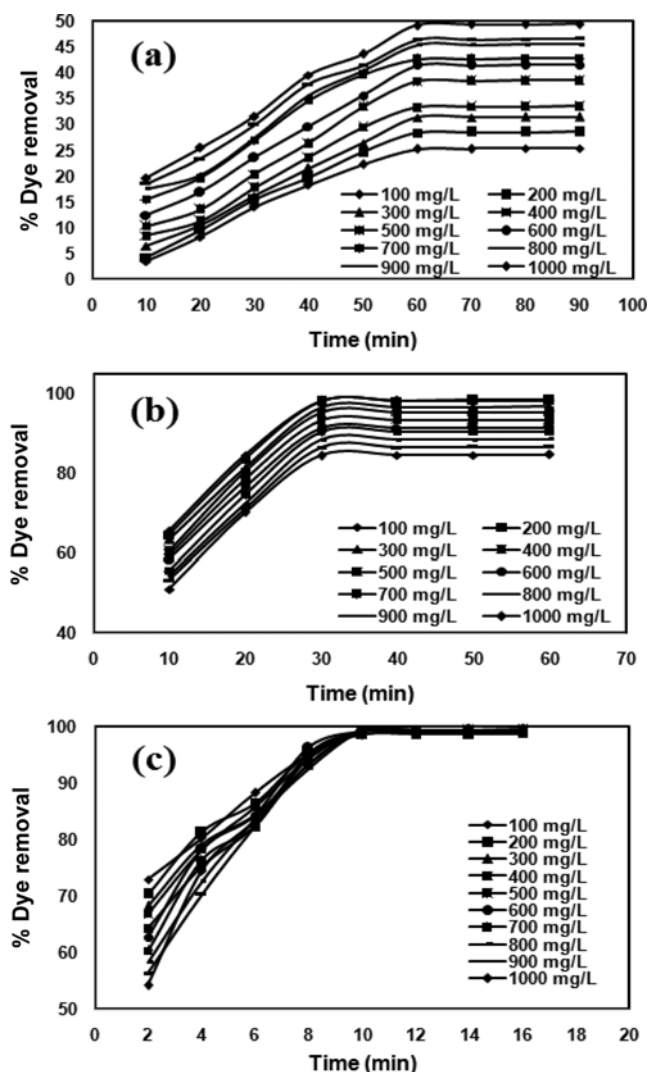 (a)
% Dye removal
50
45
40
35
30
25
20
15
10
5
0
100 mg/L 200 mg/L
300 mg/L 400 mg/L
500 mg/L 600 mg/L
700 mg/L 800 mg/L
900 mg/L 1000 mg/L
0 10 20 30 40 50 60 70 80 90 100
Time (min)
(b)
% Dye removal
100
80
60
40
100 mg/L 200 mg/L
300 mg/L 400 mg/L
500 mg/L 600 mg/L
700 mg/L 800 mg/L
900 mg/L 1000 mg/L
0 10 20 30 40 50 60 70
Time (min)
(c)
% Dye removal
100
90
80
70
60
50
100 mg/L
200 mg/L
300 mg/L
400 mg/L
500 mg/L
600 mg/L
700 mg/L
800 mg/L
900 mg/L
1000 mg/L
0 2 4 6 8 10 12 14 16 18 20
Time (min)